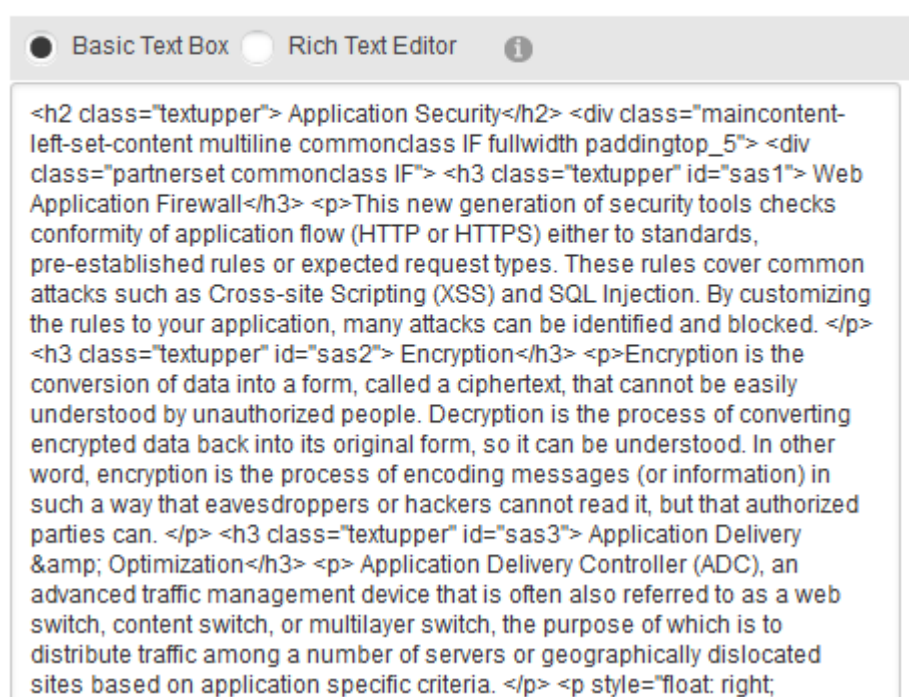 Basic Text Box Rich Text Editor
<h2 class="textupper"> Application Security</h2> <div class="maincontent-
left-set-content multiline commonclass IF fullwidth paddingtop_5"> <div
class="partnerset commonclass IF"> <h3 class="textupper" id="sas1"> Web
Application Firewall</h3> <p>This new generation of security tools checks
conformity of application flow (HTTP or HTTPS) either to standards,
pre-established rules or expected request types. These rules cover common
attacks such as Cross-site Scripting (XSS) and SQL Injection. By customizing
the rules to your application, many attacks can be identified and blocked. </p>
<h3 class="textupper" id="sas2"> Encryption</h3> <p>Encryption is the
conversion of data into a form, called a ciphertext, that cannot be easily
understood by unauthorized people. Decryption is the process of converting
encrypted data back into its original form, so it can be understood. In other
word, encryption is the process of encoding messages (or information) in
such a way that eavesdroppers or hackers cannot read it, but that authorized
parties can. </p> <h3 class="textupper" id="sas3"> Application Delivery
&amp; Optimization</h3> <p> Application Delivery Controller (ADC), an
advanced traffic management device that is often also referred to as a web
switch, content switch, or multilayer switch, the purpose of which is to
distribute traffic among a number of servers or geographically dislocated
sites based on application specific criteria. </p> <p style="float: right;